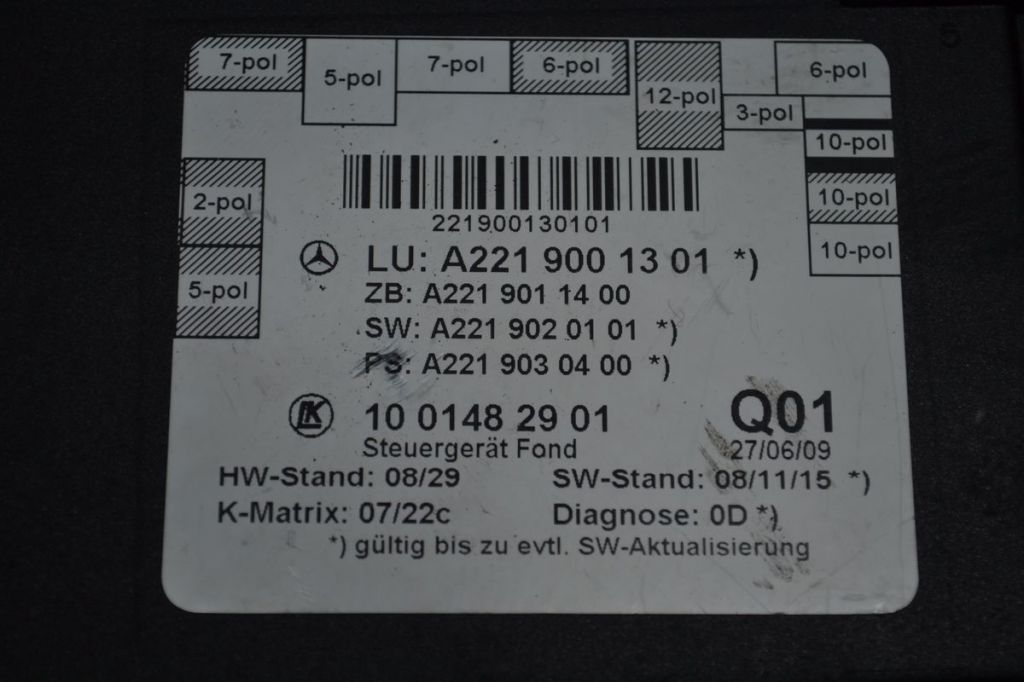 7-pol
5-pol
7-pol
6-pol
12-pol
3-pol
6-pol
10-pol
10-pol
10-pol
2-pol
5-pol
221900130101
LU: A221 900 13 01 *)
ZB: A221 901 14 00
SW: A221 902 01 01 *)
PS: A221 903 04 00 *)
LK
10 0148 29 01
Q01
Steuergerät Fond
27/06/09
HW-Stand: 08/29
SW-Stand: 08/11/15 *)
K-Matrix: 07/22c
Diagnose: 0D *)
*) gültig bis zu evtl. SW-Aktualisierung
5